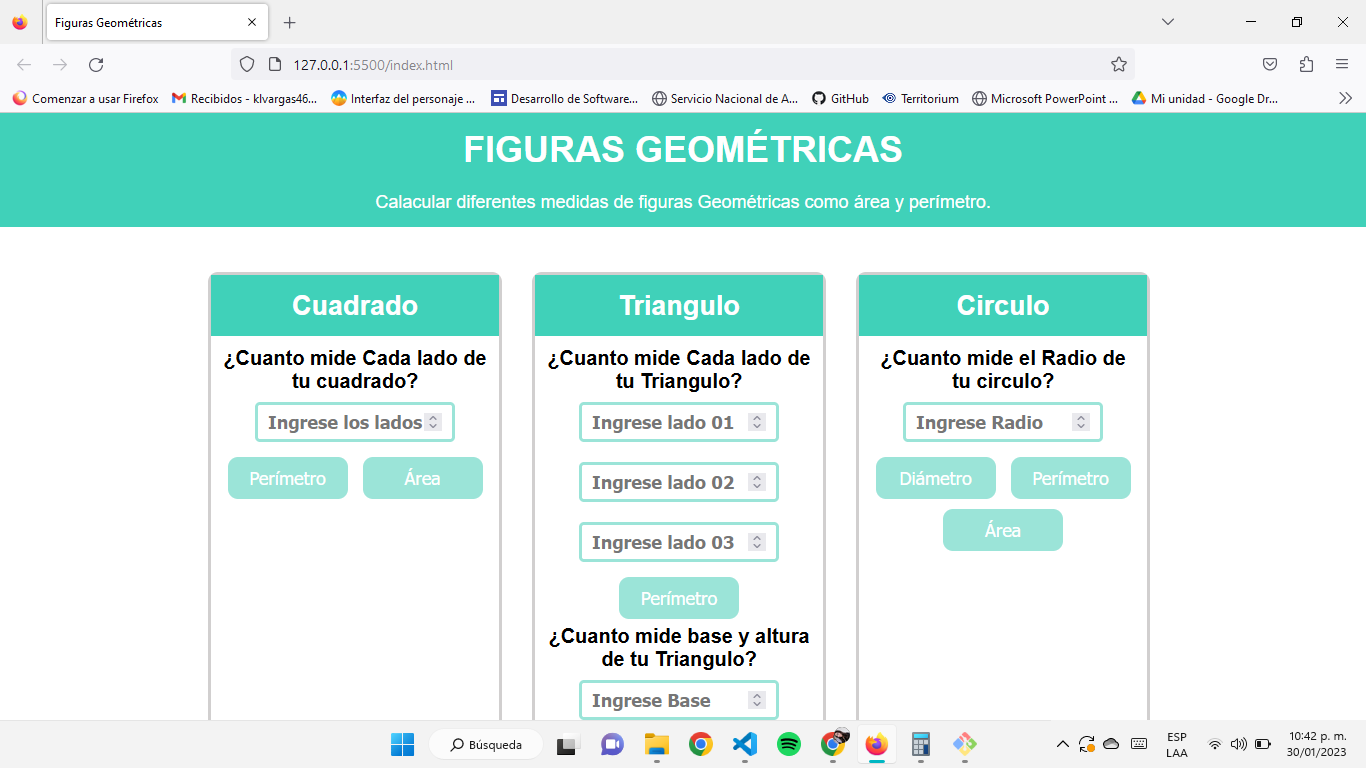 Figuras Geométricas
127.0.0.1:5500/index.html
Comenzar a usar Firefox
Recibidos - klvargas46...
Interfaz del personaje ...
Desarrollo de Software...
Servicio Nacional de A...
GitHub
Territorium
Microsoft PowerPoint ...
Mi unidad - Google Dr...
FIGURAS GEOMÉTRICAS
Calacular diferentes medidas de figuras Geométricas como área y perímetro.
Cuadrado
¿Cuanto mide Cada lado de
tu cuadrado?
Ingrese los lados
Perímetro
Área
Triangulo
¿Cuanto mide Cada lado de
tu Triangulo?
Ingrese lado 01
Ingrese lado 02
Ingrese lado 03
Perímetro
¿Cuanto mide base y altura
de tu Triangulo?
Ingrese Base
Circulo
¿Cuanto mide el Radio de
tu circulo?
Ingrese Radio
Diámetro
Perímetro
Área
Búsqueda
ESP
LAA
10:42 p. m.
30/01/2023